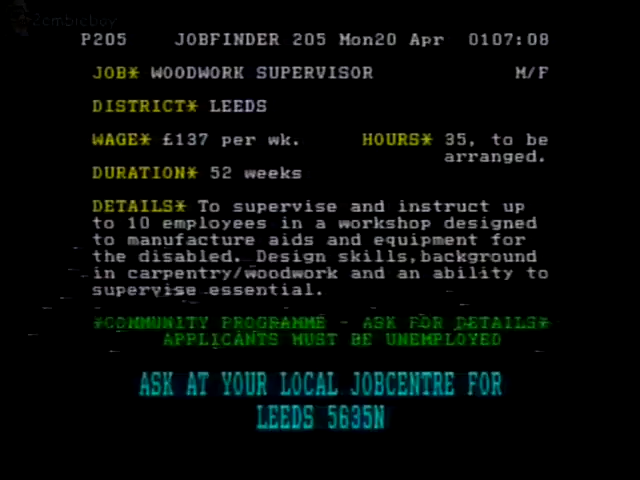 Zembiebay
P205 JOBFINDER 205 Mon20 Apr 0107:08
JOB* WOODWORK SUPERVISOR M/F
DISTRICT* LEEDS
WAGE* £137 per wk. HOURS* 35, to be
arranged.
DURATION* 52 weeks
DETAILS* To supervise and instruct up
to 10 employees in a workshop designed
to manufacture aids and equipment for
the disabled. Design skills,background
in carpentry/woodwork and an ability to
supervise essential.
*COMMUNITY PROGRAMME - ASK FOR DETAILS*
APPLICANTS MUST BE UNEMPLOYED
ASK AT YOUR LOCAL JOBCENTRE FOR
LEEDS 5635N